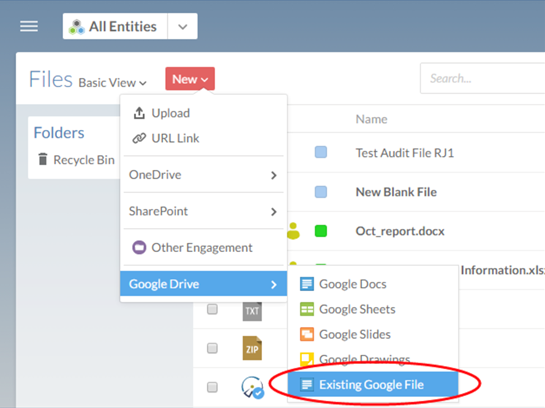 All Entities
Files Basic View
New
Search...
Upload
URL Link
OneDrive
SharePoint
Other Engagement
Google Drive
Folders
Recycle Bin
Name
Test Audit File RJ1
New Blank File
Oct_report.docx
Information.xls
TXT
ZIP
Google Docs
Google Sheets
Google Slides
Google Drawings
Existing Google File